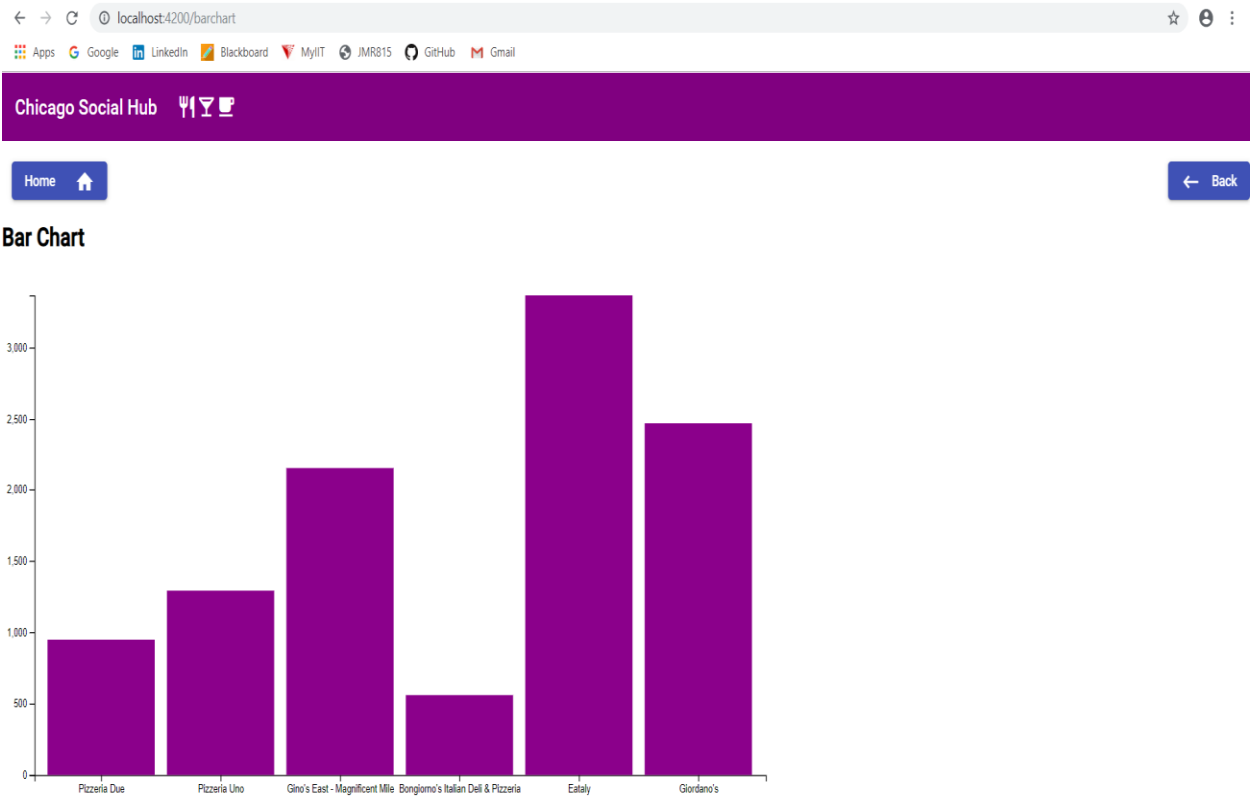 localhost:4200/barchart
Apps Google LinkedIn Blackboard MyIIT JMR815 GitHub Gmail
Chicago Social Hub
Home Back
Bar Chart
3,000
2,500
2,000
1,500
1,000
500
0
Pizzeria Due Pizzeria Uno Gino's East - Magnificent Mile Bongiorno's Italian Deli & Pizzeria Eataly Giordano's